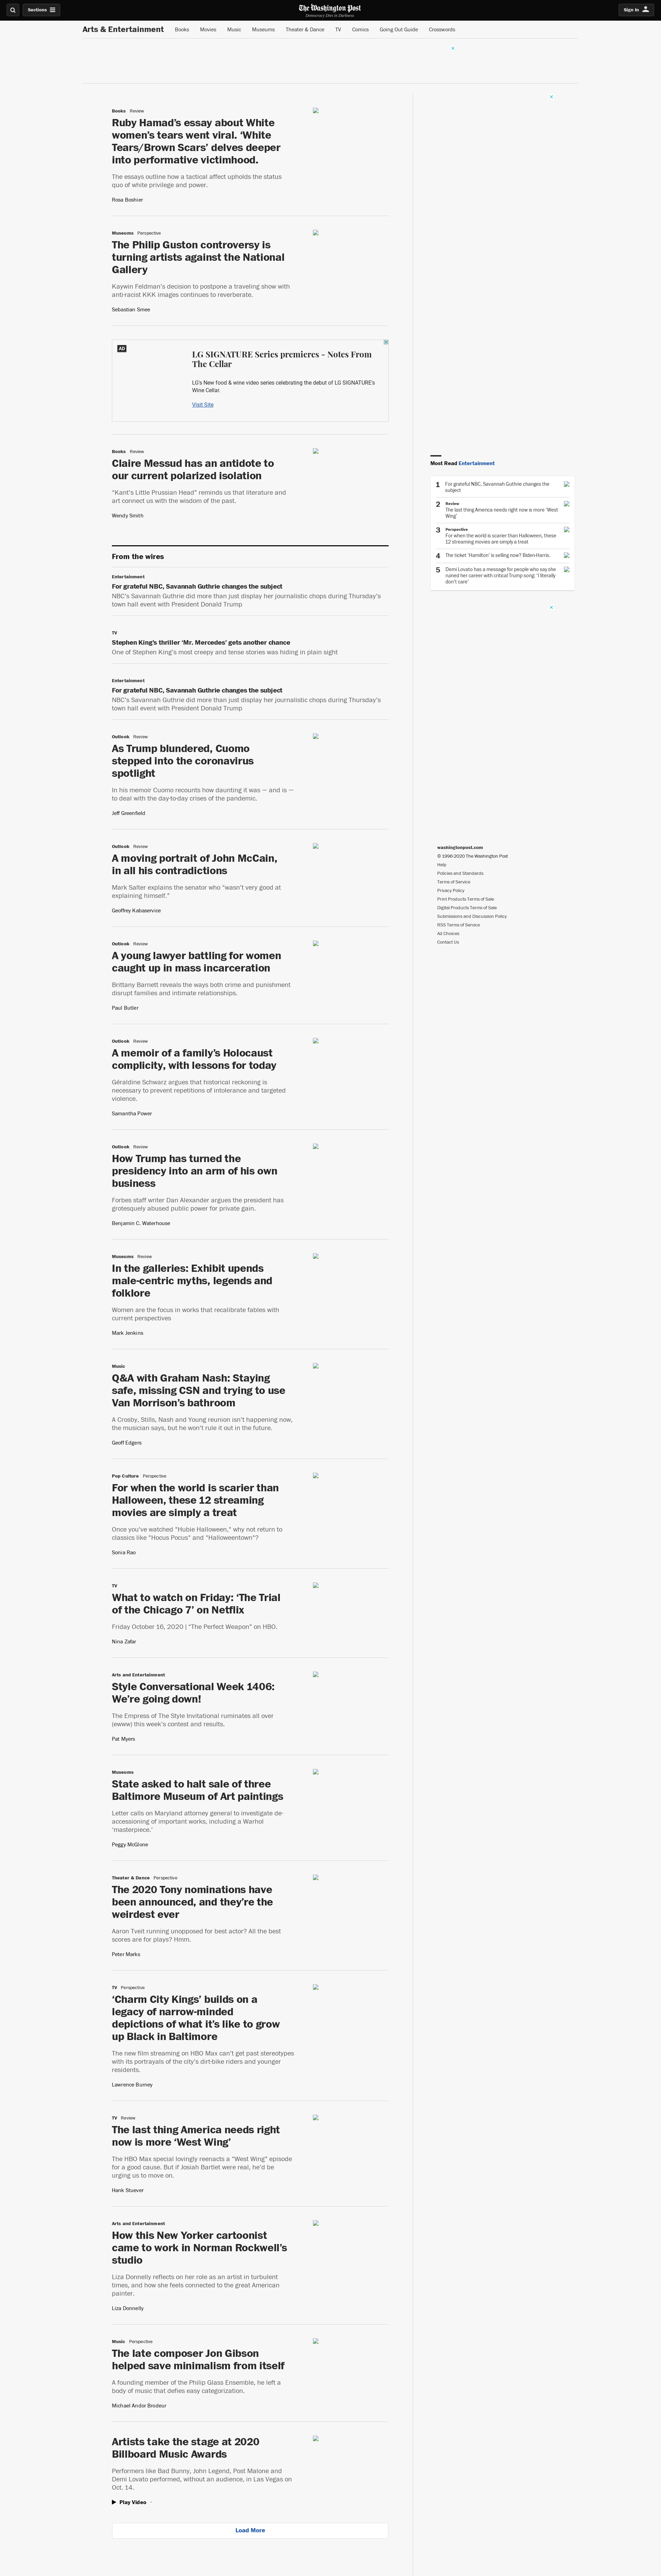 Sections
The Washington Post
Democracy Dies in Darkness
Sign In
Arts & Entertainment
Books
Movies
Music
Museums
Theater & Dance
TV
Comics
Going Out Guide
Crosswords
Books Review
Ruby Hamad’s essay about White
women’s tears went viral. ‘White
Tears/Brown Scars’ delves deeper
into performative victimhood.
The essays outline how a tactical affect upholds the status
quo of white privilege and power.
Rosa Boshier
Museums Perspective
The Philip Guston controversy is
turning artists against the National
Gallery
Kaywin Feldman’s decision to postpone a traveling show with
anti-racist KKK images continues to reverberate.
Sebastian Smee
AD
LG SIGNATURE Series premieres - Notes From
The Cellar
LG’s New food & wine video series celebrating the debut of LG SIGNATURE’s
Wine Cellar.
Visit Site
Books Review
Claire Messud has an antidote to
our current polarized isolation
“Kant’s Little Prussian Head” reminds us that literature and
art connect us with the wisdom of the past.
Wendy Smith
From the wires
Entertainment
For grateful NBC, Savannah Guthrie changes the subject
NBC’s Savannah Guthrie did more than just display her journalistic chops during Thursday’s
town hall event with President Donald Trump
TV
Stephen King’s thriller ‘Mr. Mercedes’ gets another chance
One of Stephen King’s most creepy and tense stories was hiding in plain sight
Entertainment
For grateful NBC, Savannah Guthrie changes the subject
NBC’s Savannah Guthrie did more than just display her journalistic chops during Thursday’s
town hall event with President Donald Trump
Outlook Review
As Trump blundered, Cuomo
stepped into the coronavirus
spotlight
In his memoir Cuomo recounts how daunting it was — and is —
to deal with the day-to-day crises of the pandemic.
Jeff Greenfield
Outlook Review
A moving portrait of John McCain,
in all his contradictions
Mark Salter explains the senator who “wasn’t very good at
explaining himself.”
Geoffrey Kabaservice
Outlook Review
A young lawyer battling for women
caught up in mass incarceration
Brittany Barnett reveals the ways both crime and punishment
disrupt families and intimate relationships.
Paul Butler
Outlook Review
A memoir of a family’s Holocaust
complicity, with lessons for today
Géraldine Schwarz argues that historical reckoning is
necessary to prevent repetitions of intolerance and targeted
violence.
Samantha Power
Outlook Review
How Trump has turned the
presidency into an arm of his own
business
Forbes staff writer Dan Alexander argues the president has
grotesquely abused public power for private gain.
Benjamin C. Waterhouse
Museums Review
In the galleries: Exhibit upends
male-centric myths, legends and
folklore
Women are the focus in works that recalibrate fables with
current perspectives
Mark Jenkins
Music
Q&A with Graham Nash: Staying
safe, missing CSN and trying to use
Van Morrison’s bathroom
A Crosby, Stills, Nash and Young reunion isn’t happening now,
the musician says, but he won’t rule it out in the future.
Geoff Edgers
Pop Culture Perspective
For when the world is scarier than
Halloween, these 12 streaming
movies are simply a treat
Once you've watched "Hubie Halloween," why not return to
classics like "Hocus Pocus" and "Halloweentown"?
Sonia Rao
TV
What to watch on Friday: ‘The Trial
of the Chicago 7’ on Netflix
Friday October 16, 2020 | “The Perfect Weapon” on HBO.
Nina Zafar
Arts and Entertainment
Style Conversational Week 1406:
We’re going down!
The Empress of The Style Invitational ruminates all over
(ewww) this week’s contest and results.
Pat Myers
Museums
State asked to halt sale of three
Baltimore Museum of Art paintings
Letter calls on Maryland attorney general to investigate de-
accessioning of important works, including a Warhol
‘masterpiece.’
Peggy McGlone
Theater & Dance Perspective
The 2020 Tony nominations have
been announced, and they’re the
weirdest ever
Aaron Tveit running unopposed for best actor? All the best
scores are for plays? Hmm.
Peter Marks
TV Perspective
‘Charm City Kings’ builds on a
legacy of narrow-minded
depictions of what it’s like to grow
up Black in Baltimore
The new film streaming on HBO Max can’t get past stereotypes
with its portrayals of the city’s dirt-bike riders and younger
residents.
Lawrence Burney
TV Review
The last thing America needs right
now is more ‘West Wing’
The HBO Max special lovingly reenacts a "West Wing" episode
for a good cause. But if Josiah Bartlet were real, he'd be
urging us to move on.
Hank Stuever
Arts and Entertainment
How this New Yorker cartoonist
came to work in Norman Rockwell’s
studio
Liza Donnelly reflects on her role as an artist in turbulent
times, and how she feels connected to the great American
painter.
Liza Donnelly
Music Perspective
The late composer Jon Gibson
helped save minimalism from itself
A founding member of the Philip Glass Ensemble, he left a
body of music that defies easy categorization.
Michael Andor Brodeur
Artists take the stage at 2020
Billboard Music Awards
Performers like Bad Bunny, John Legend, Post Malone and
Demi Lovato performed, without an audience, in Las Vegas on
Oct. 14.
Play Video
Load More
Most Read Entertainment
1 For grateful NBC, Savannah Guthrie changes the
subject
2 Review
The last thing America needs right now is more ‘West
Wing’
3 Perspective
For when the world is scarier than Halloween, these
12 streaming movies are simply a treat
4 The ticket ‘Hamilton’ is selling now? Biden-Harris.
5 Demi Lovato has a message for people who say she
ruined her career with critical Trump song: ‘I literally
don’t care’
washingtonpost.com
© 1996-2020 The Washington Post
Help
Policies and Standards
Terms of Service
Privacy Policy
Print Products Terms of Sale
Digital Products Terms of Sale
Submissions and Discussion Policy
RSS Terms of Service
Ad Choices
Contact Us